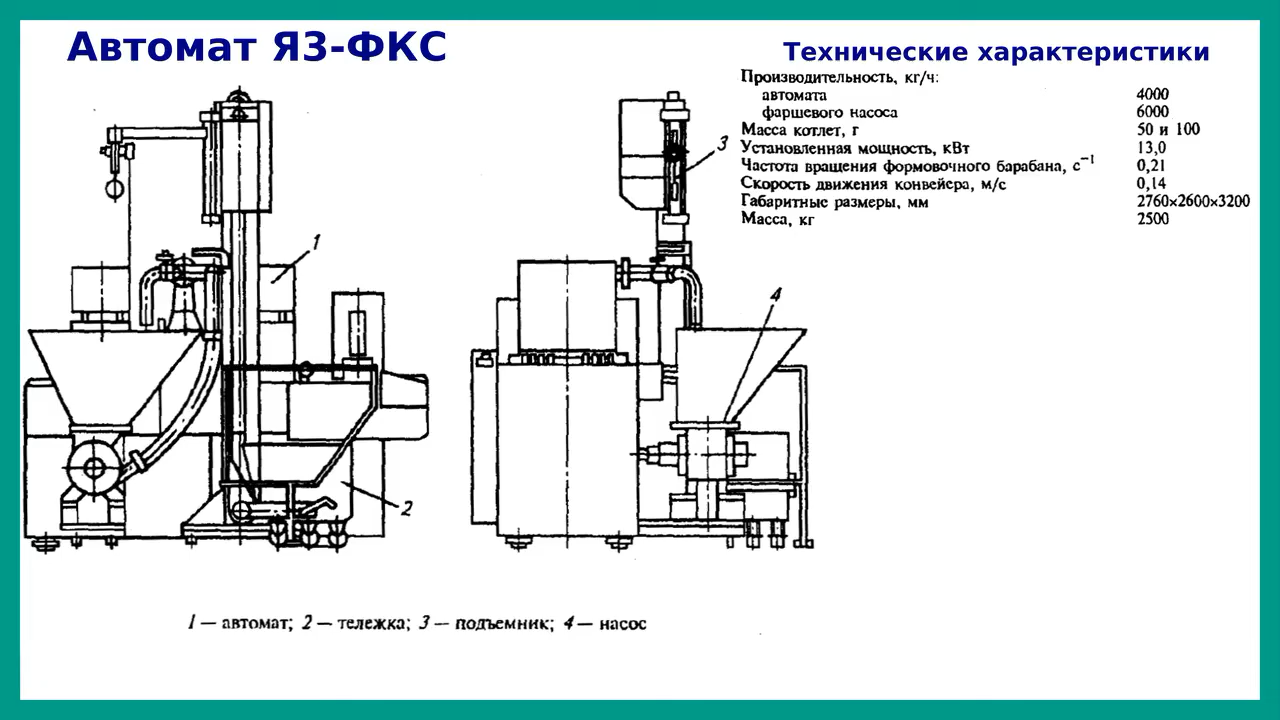 Автомат ЯЗ-ФКС
Технические характеристики
Производительность, кг/ч:
автомата 4000
фаршевого насоса 6000
Масса котлет, г 50 и 100
Установленная мощность, кВт 13,0
Частота вращения формовочного барабана, с⁻¹ 0,21
Скорость движения конвейера, м/с 0,14
Габаритные размеры, мм 2760×2600×3200
Масса, кг 2500
3
1
4
2
1 — автомат; 2 — тележка; 3 — подъемник; 4 — насос